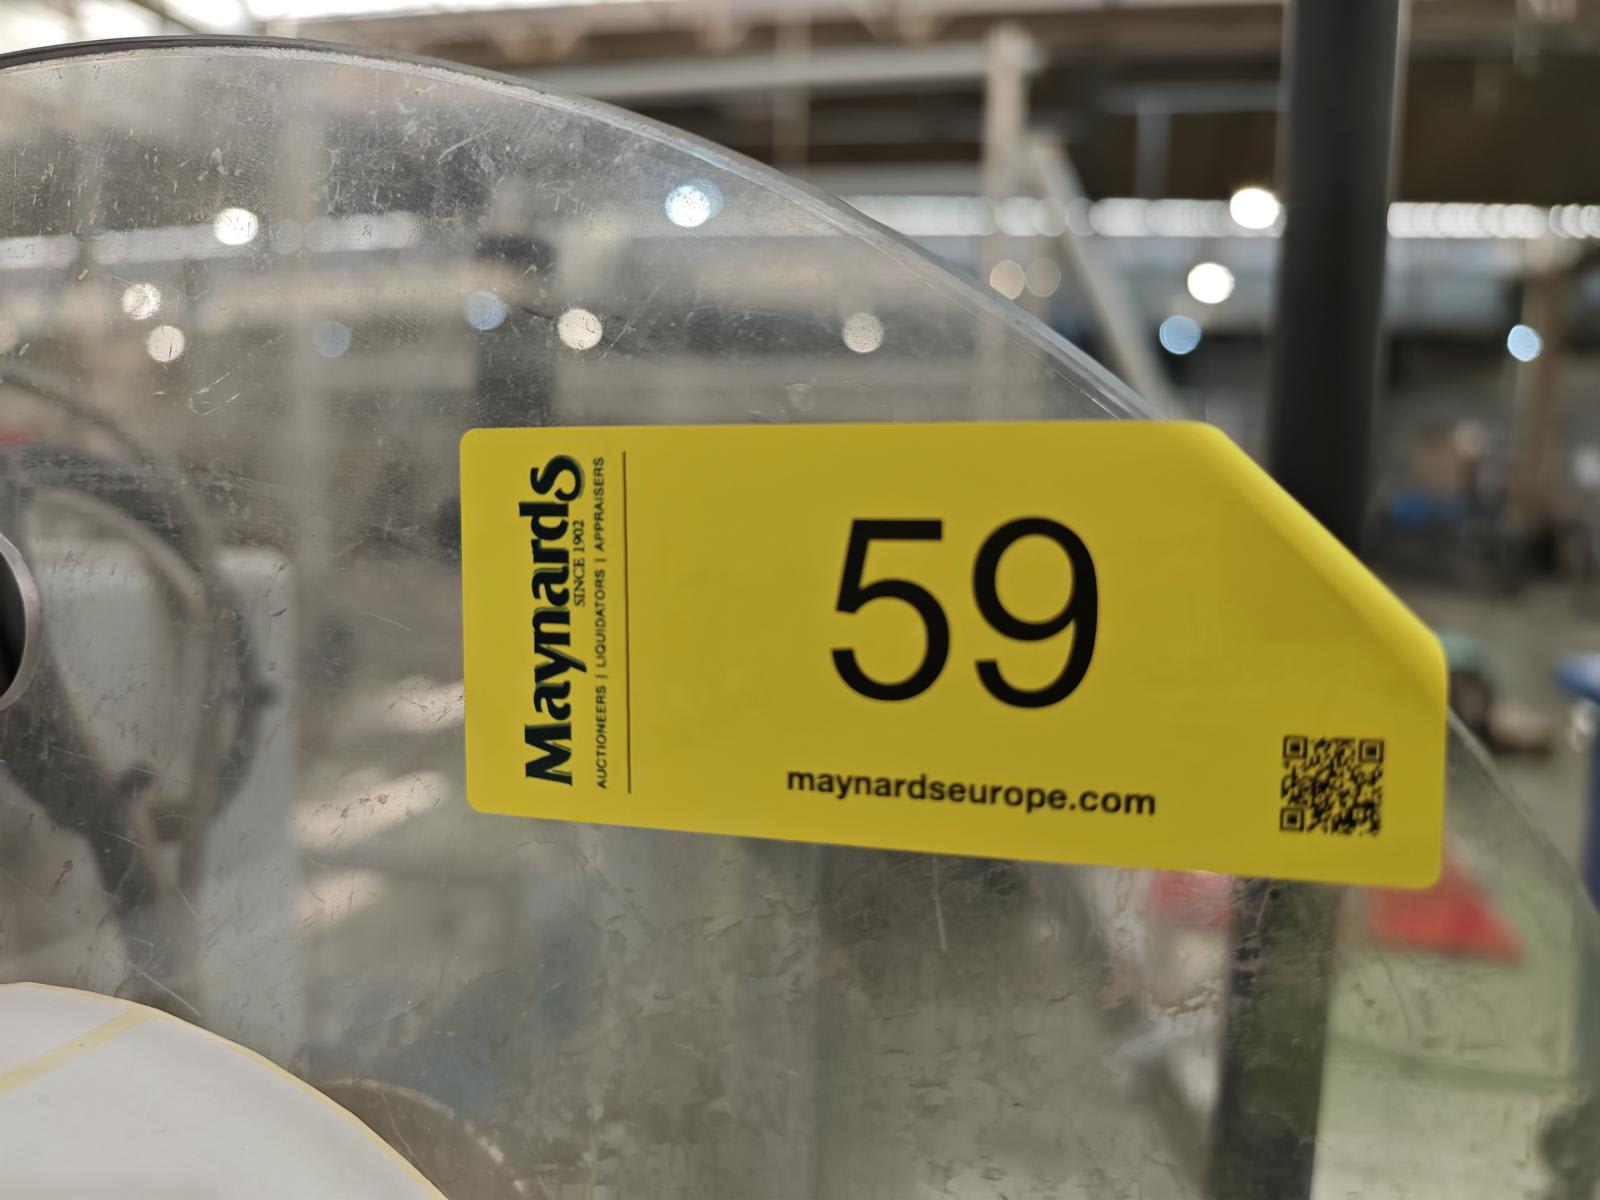 Maynards
SINCE 1902
AUCTIONEERS | LIQUIDATORS | APPRAISERS
59
maynardseurope.com